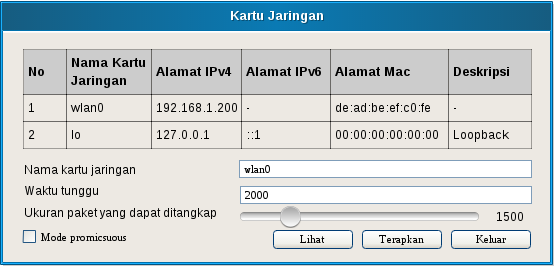 Kartu Jaringan
No Nama Kartu Jaringan Alamat IPv4 Alamat IPv6 Alamat Mac Deskripsi
1 wlan0 192.168.1.200 - de:ad:be:ef:c0:fe -
2 lo 127.0.0.1 ::1 00:00:00:00:00:00 Loopback
Nama kartu jaringan wlan0
Waktu tunggu 2000
Ukuran paket yang dapat ditangkap 1500
Mode promicsuous Lihat Terapkan Keluar